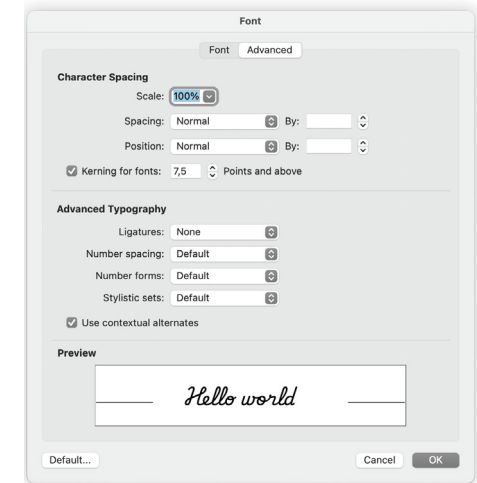 Font
Font Advanced
Character Spacing
Scale: 100%
Spacing: Normal By:
Position: Normal By:
Kerning for fonts: 7,5 Points and above
Advanced Typography
Ligatures: None
Number spacing: Default
Number forms: Default
Stylistic sets: Default
Use contextual alternates
Preview
Hello world
Default... Cancel OK